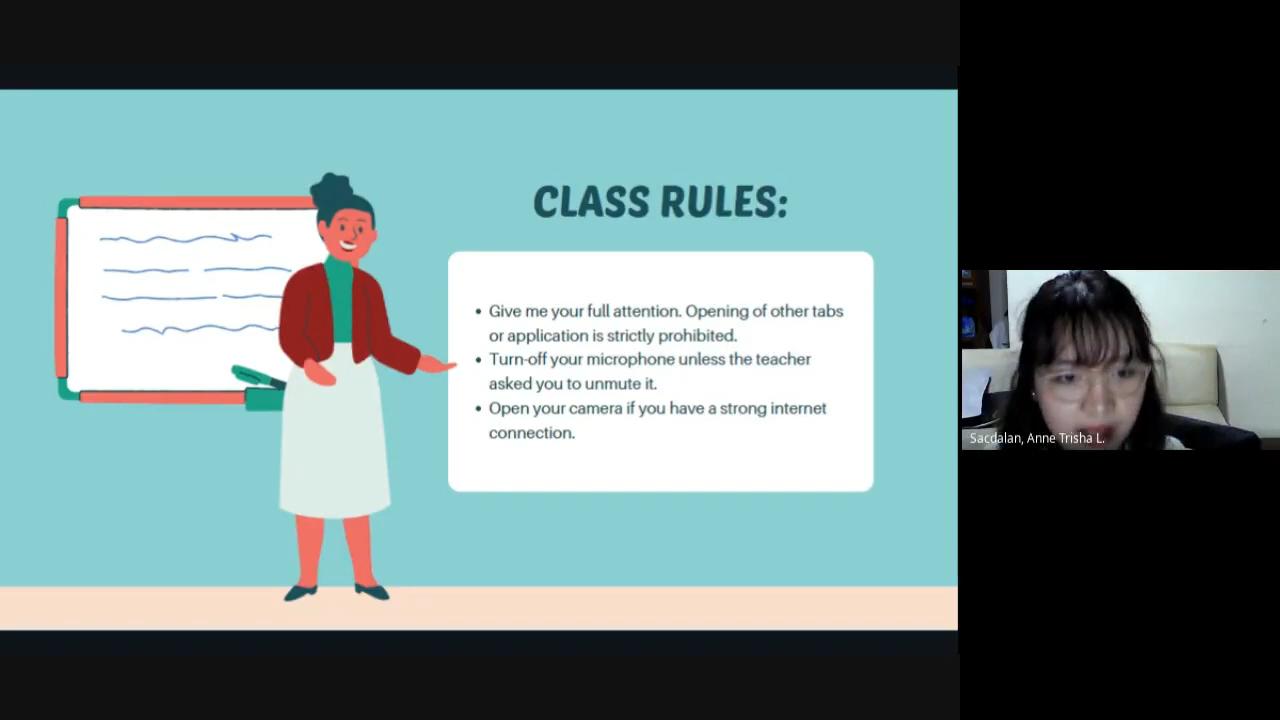 CLASS RULES:
• Give me your full attention. Opening of other tabs
or application is strictly prohibited.
• Turn-off your microphone unless the teacher
asked you to unmute it.
• Open your camera if you have a strong internet
connection.
Sacdalan, Anne Trisha L.